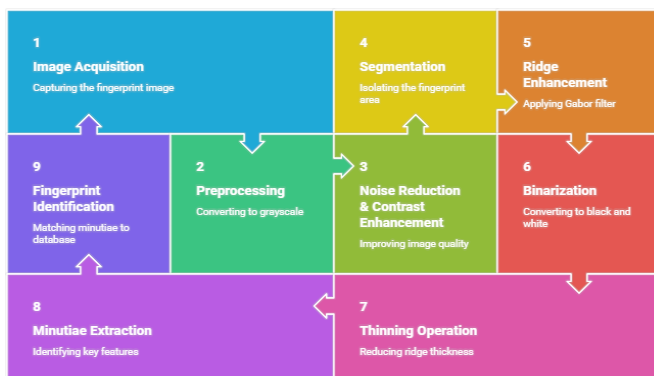 1
Image Acquisition
Capturing the fingerprint image
4
Segmentation
Isolating the fingerprint
area
5
Ridge
Enhancement
Applying Gabor filter
9
Fingerprint
Identification
Matching minutiae to
database
2
Preprocessing
Converting to grayscale
3
Noise Reduction
& Contrast
Enhancement
Improving image quality
6
Binarization
Converting to black and
white
8
Minutiae Extraction
Identifying key features
7
Thinning Operation
Reducing ridge thickness